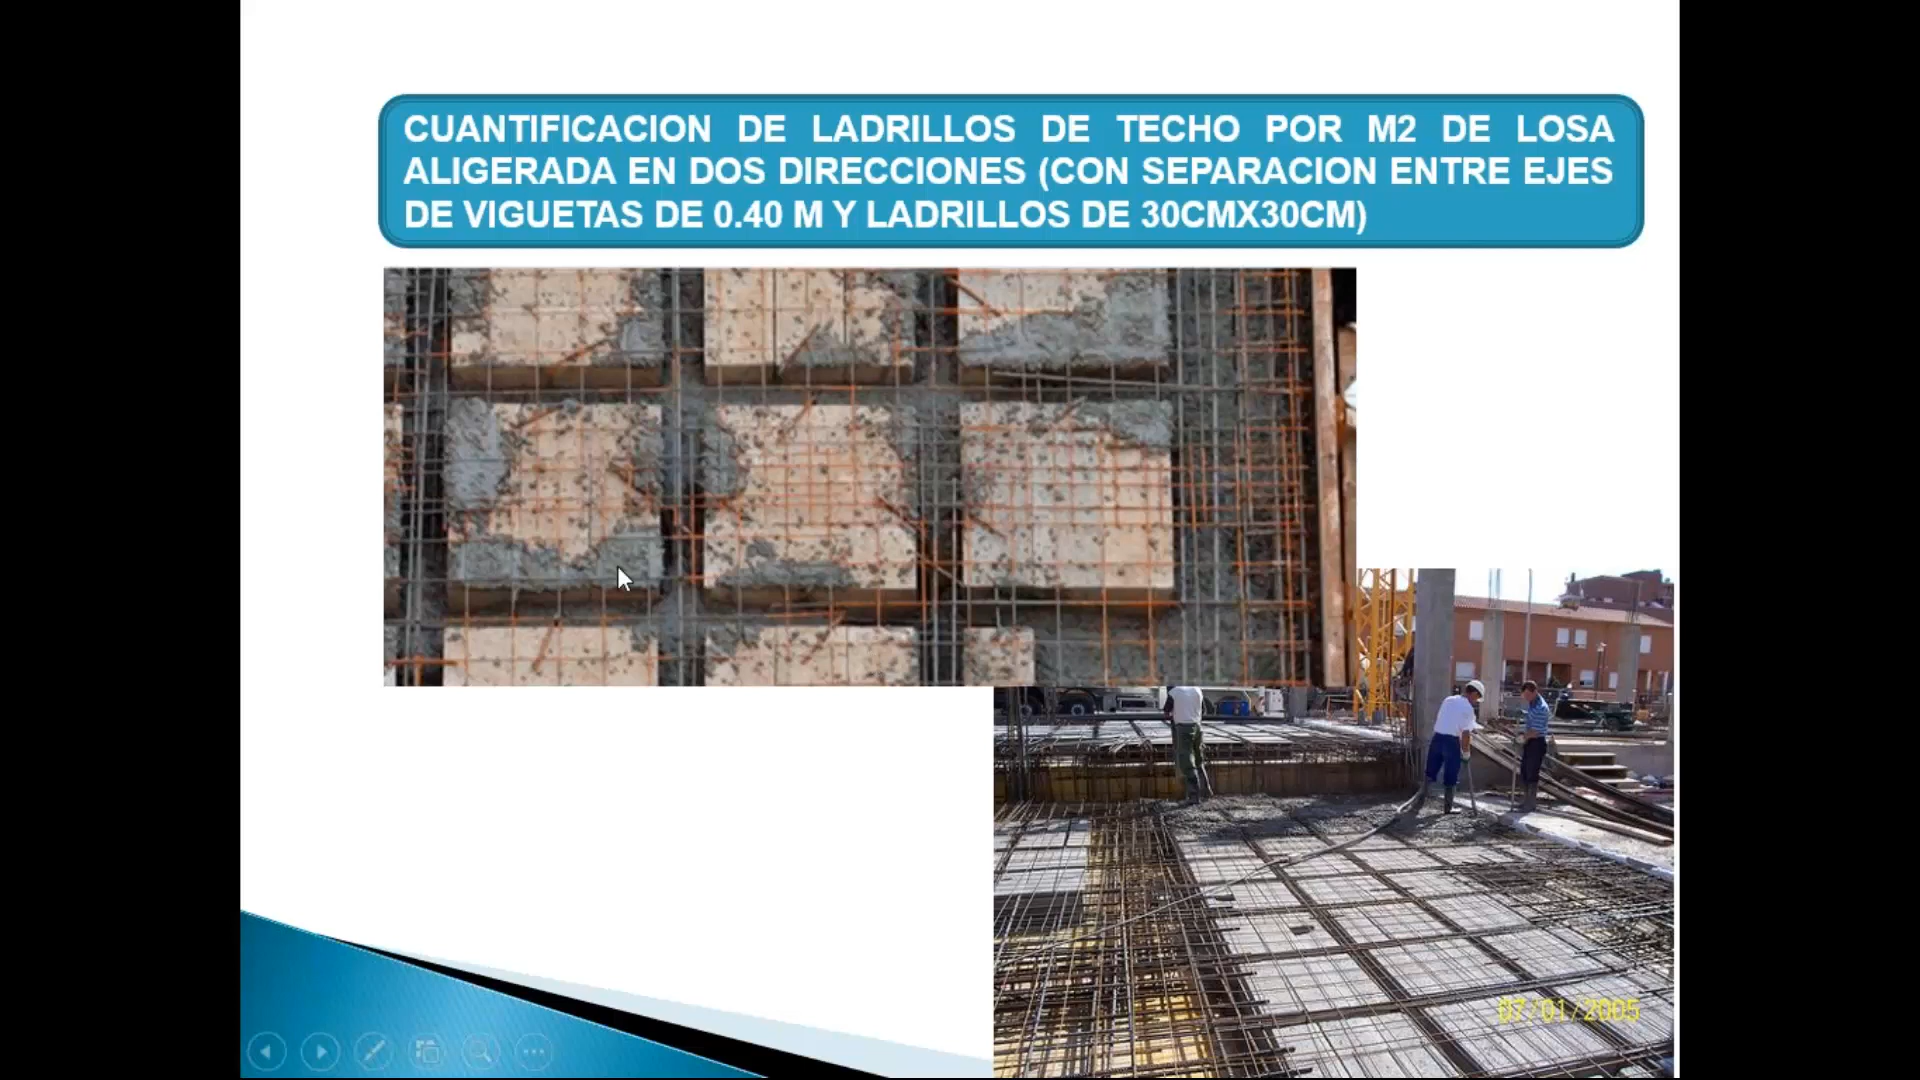 CUANTIFICACION DE LADRILLOS DE TECHO POR M2 DE LOSA
ALIGERADA EN DOS DIRECCIONES (CON SEPARACION ENTRE EJES
DE VIGUETAS DE 0.40 M Y LADRILLOS DE 30CMX30CM)
07/01/2005